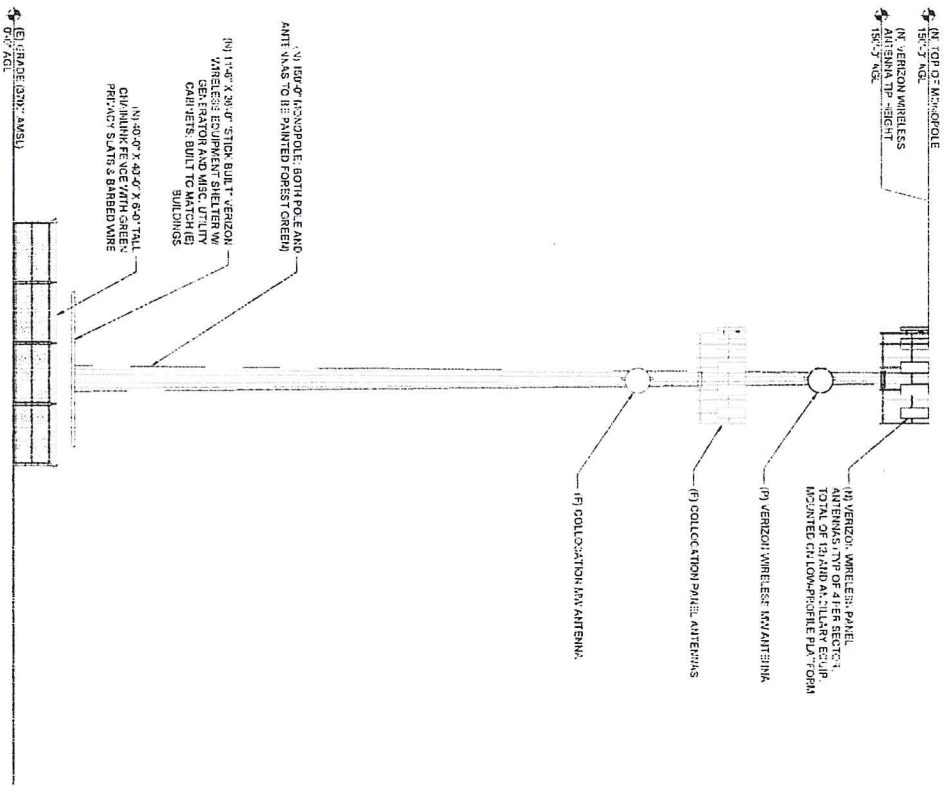 (N) TOP OF MONOPOLE
150'-0" AGL
(N) VERIZON WIRELESS
ANTENNA TIP HEIGHT
150'-0" AGL
(N) VERIZON WIRELESS PANEL
ANTENNAS (TYP OF 4 PER SECTOR,
TOTAL OF 12) AND ANCILLARY EQUIP.
MOUNTED ON LOW-PROFILE PLATFORM
(P) VERIZON WIRELESS MW ANTENNA
(F) COLLOCATION PANEL ANTENNAS
(F) COLLOCATION MW ANTENNA
(N) 150'-0" MONOPOLE; BOTH POLE AND
ANTENNAS TO BE PAINTED FOREST GREEN)
"STICK BUILT" VERIZON
WIRELESS EQUIPMENT SHELTER W/
GENERATOR AND MISC. UTILITY
CABINETS; BUILT TO MATCH (E)
BUILDINGS
(N) 40'-0" X 40'-0" X 6'-0" TALL
CHAINLINK FENCE WITH GREEN
PRIVACY SLATS & BARBED WIRE
(E) GRADE AMSL)
0'-0" AGL